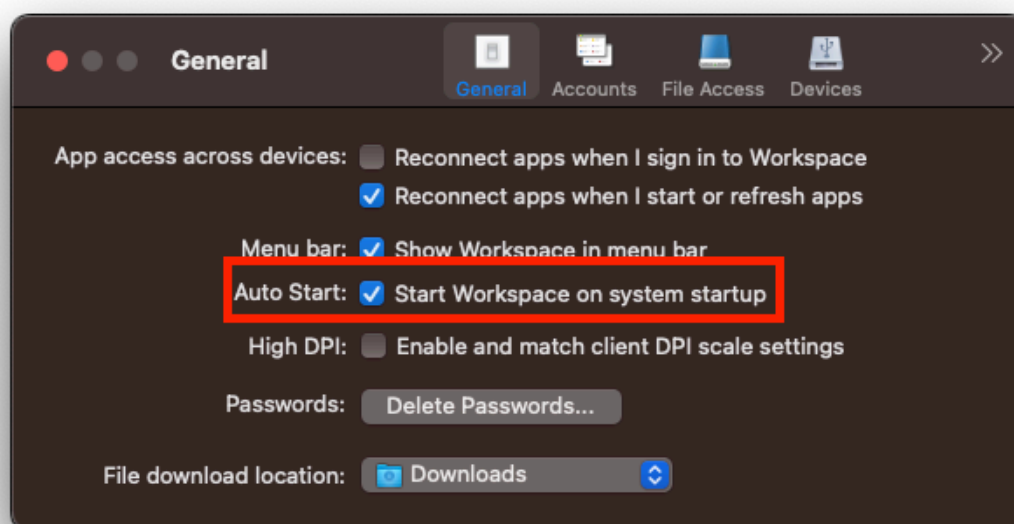 General
General Accounts File Access Devices
App access across devices: Reconnect apps when I sign in to Workspace
Reconnect apps when I start or refresh apps
Menu bar: Show Workspace in menu bar
Auto Start: Start Workspace on system startup
High DPI: Enable and match client DPI scale settings
Passwords: Delete Passwords...
File download location: Downloads